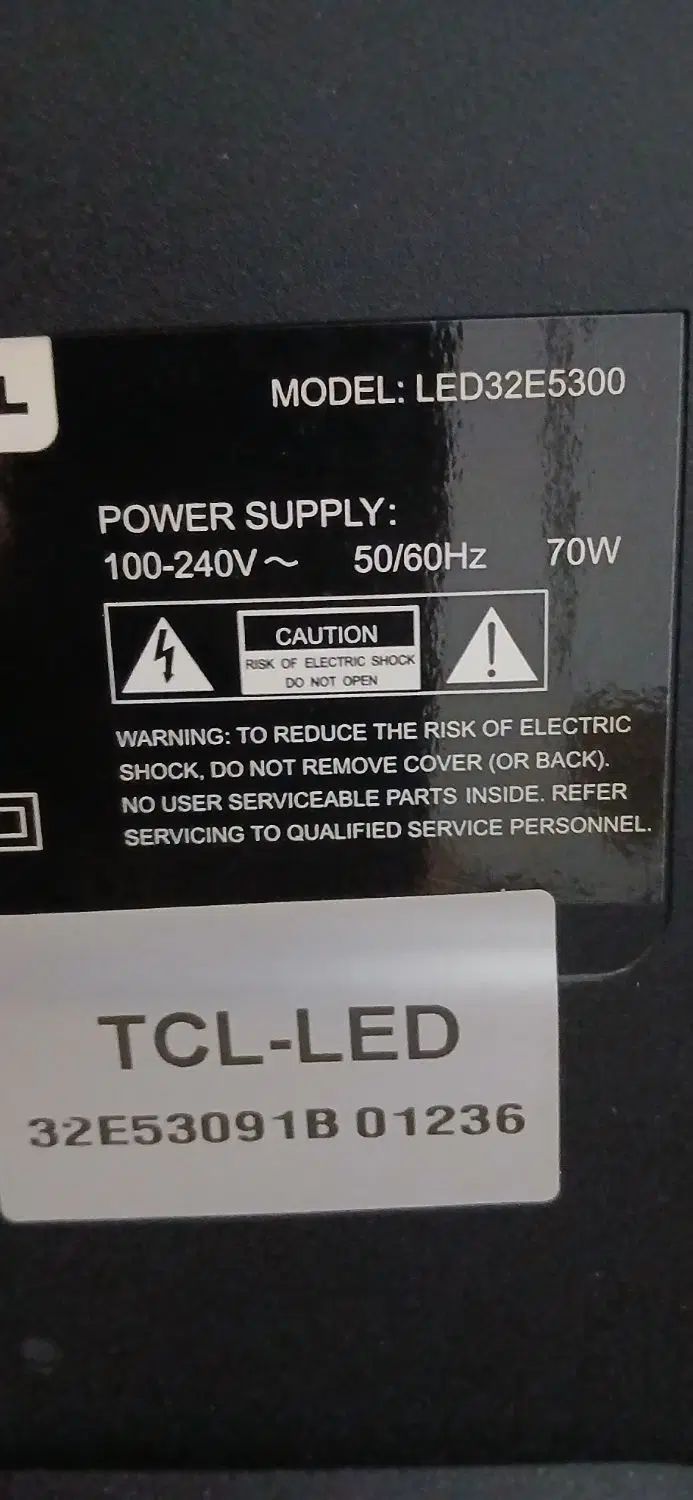 L
MODEL: LED32E5300
POWER SUPPLY:
100-240V～ 50/60Hz 70W
CAUTION
RISK OF ELECTRIC SHOCK
DO NOT OPEN
WARNING: TO REDUCE THE RISK OF ELECTRIC
SHOCK, DO NOT REMOVE COVER (OR BACK).
NO USER SERVICEABLE PARTS INSIDE. REFER
SERVICING TO QUALIFIED SERVICE PERSONNEL.
TCL-LED
32E53091B 01236